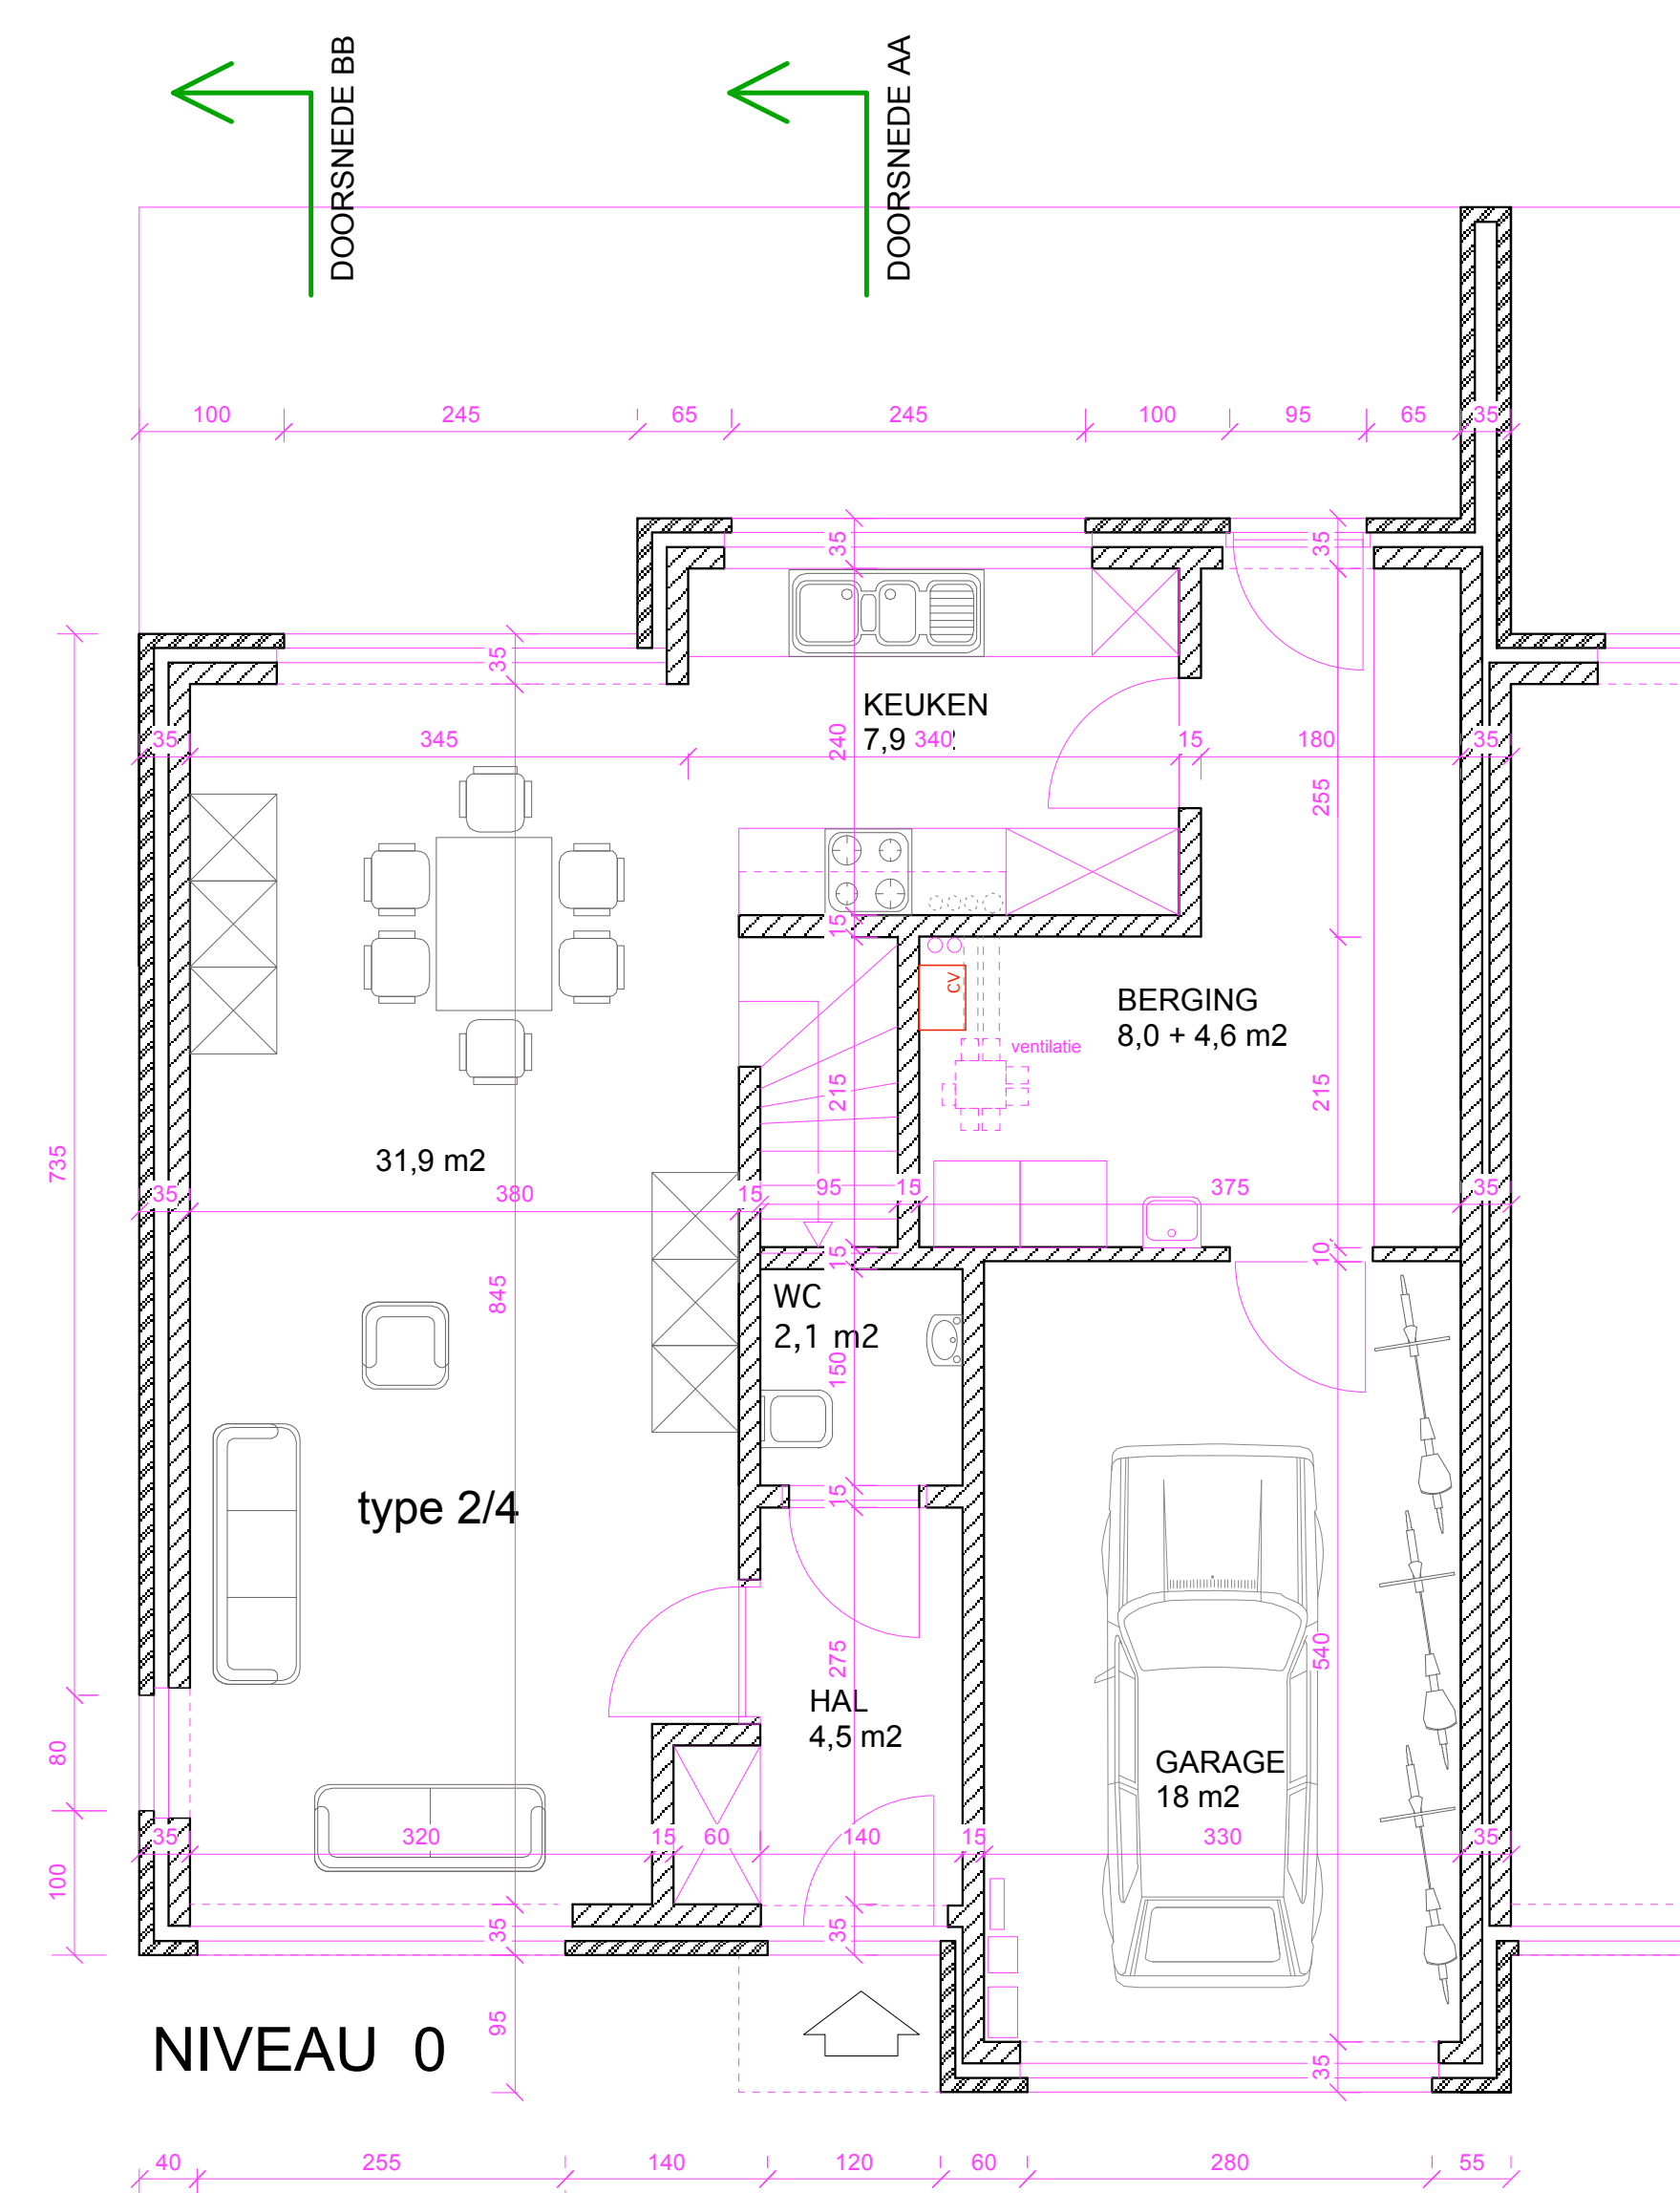 DOORSNEDE BB
DOORSNEDE AA
100 245 65 245 100 95 65 35
35 35
35
KEUKEN
7,9
35 345 340 15 180 35
240
255
15
CV
BERGING
8,0 + 4,6 m2
ventilatie
735
215 215
31,9 m2
35 380 15 95 15 375 35
845
15 10
WC
2,1 m2
150
type 2/4
15
275
540
HAL
4,5 m2
80
GARAGE
18 m2
35 320 15 60 140 15 330 35
100
35 35
95
NIVEAU 0
35
40 255 140 120 60 280 55